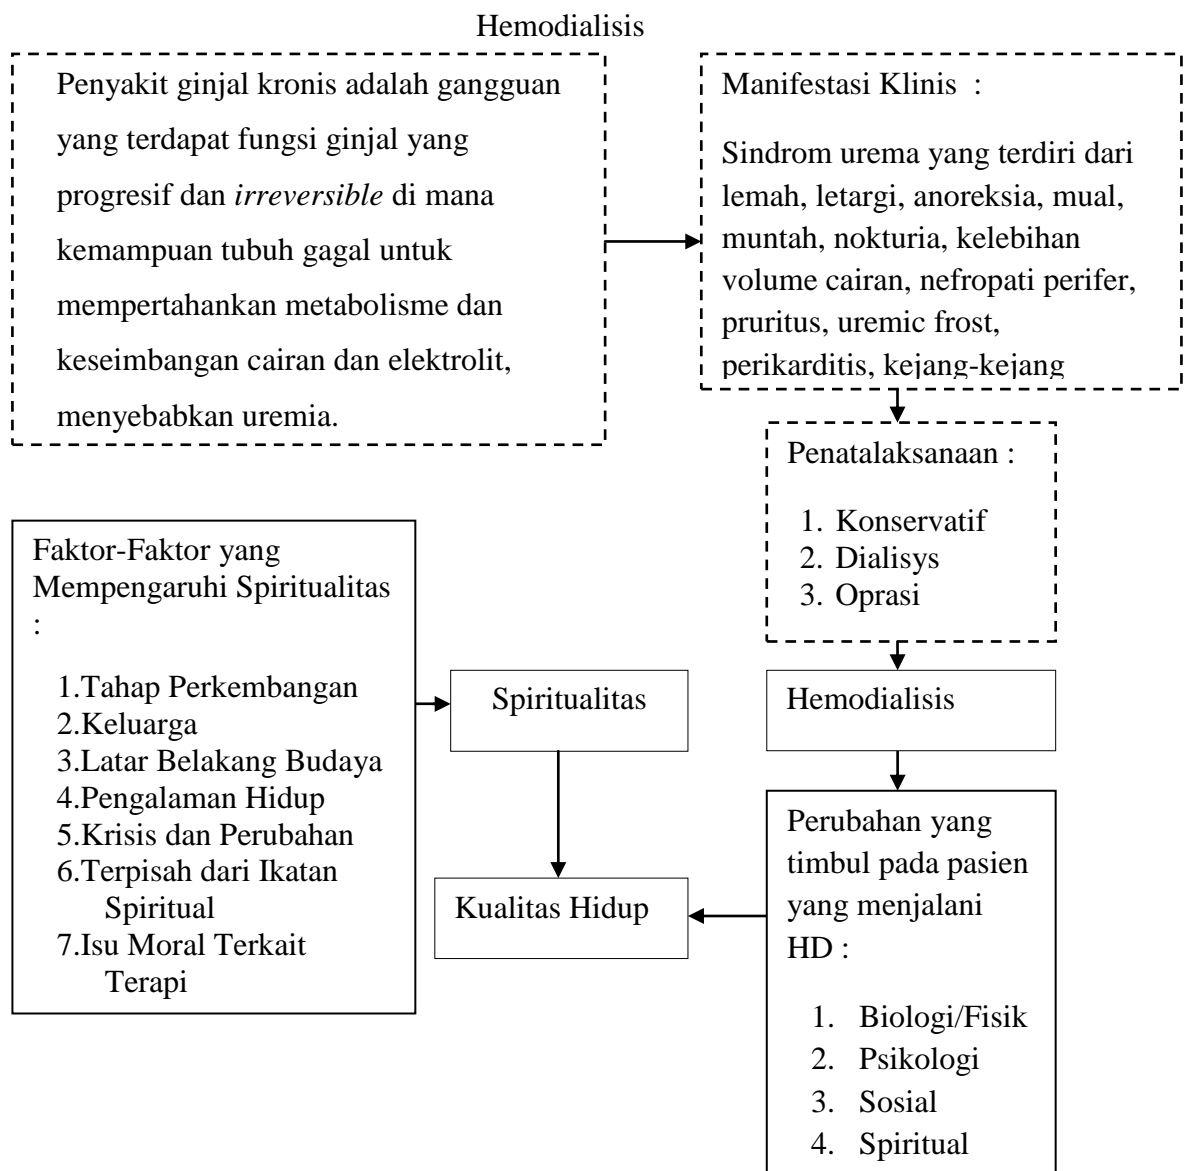 Hemodialisis
Penyakit ginjal kronis adalah gangguan
yang terdapat fungsi ginjal yang
progresif dan irreversible di mana
kemampuan tubuh gagal untuk
mempertahankan metabolisme dan
keseimbangan cairan dan elektrolit,
menyebabkan uremia.
Manifestasi Klinis :
Sindrom urema yang terdiri dari
lemah, letargi, anoreksia, mual,
muntah, nokturia, kelebihan
volume cairan, nefropati perifer,
pruritus, uremic frost,
perikarditis, kejang-kejang
Penatalaksanaan :
1. Konservatif
2. Dialisys
3. Oprasi
Faktor-Faktor yang
Mempengaruhi Spiritualitas
:
1.Tahap Perkembangan
2.Keluarga
3.Latar Belakang Budaya
4.Pengalaman Hidup
5.Krisis dan Perubahan
6.Terpisah dari Ikatan
Spiritual
7.Isu Moral Terkait
Terapi
Spiritualitas
Hemodialisis
Kualitas Hidup
Perubahan yang
timbul pada pasien
yang menjalani
HD :
1. Biologi/Fisik
2. Psikologi
3. Sosial
4. Spiritual